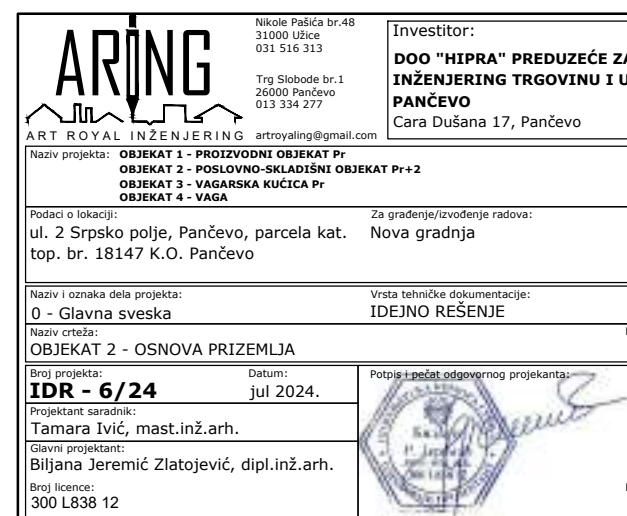 ARING
ART ROYAL INŽENJERING
Nikole Pašića br.48
31000 Užice
031 516 313
Trg Slobode br.1
26000 Pančevo
013 334 277
artroyaling@gmail.com
Investitor:
DOO "HIPRA" PREDUZEĆE ZA
INŽENJERING TRGOVINU I U
PANČEVO
Cara Dušana 17, Pančevo
Naziv projekta: OBJEKAT 1 - PROIZVODNI OBJEKAT Pr
OBJEKAT 2 - POSLOVNO-SKLADIŠNI OBJEKAT Pr+2
OBJEKAT 3 - VAGARSKA KUĆICA Pr
OBJEKAT 4 - VAGA
Podaci o lokaciji:
ul. 2 Srpsko polje, Pančevo, parcela kat.
top. br. 18147 K.O. Pančevo
Za građenje/izvođenje radova:
Nova gradnja
Naziv i oznaka dela projekta:
0 - Glavna sveska
Vrsta tehničke dokumentacije:
IDEJNO REŠENJE
Naziv crteža:
OBJEKAT 2 - OSNOVA PRIZEMLJA
Broj projekta:
IDR - 6/24
Datum:
jul 2024.
Potpis i pečat odgovornog projekanta:
Projektant saradnik:
Tamara Ivić, mast.inž.arh.
Glavni projektant:
Biljana Jeremić Zlatojević, dipl.inž.arh.
Broj licence:
300 L838 12